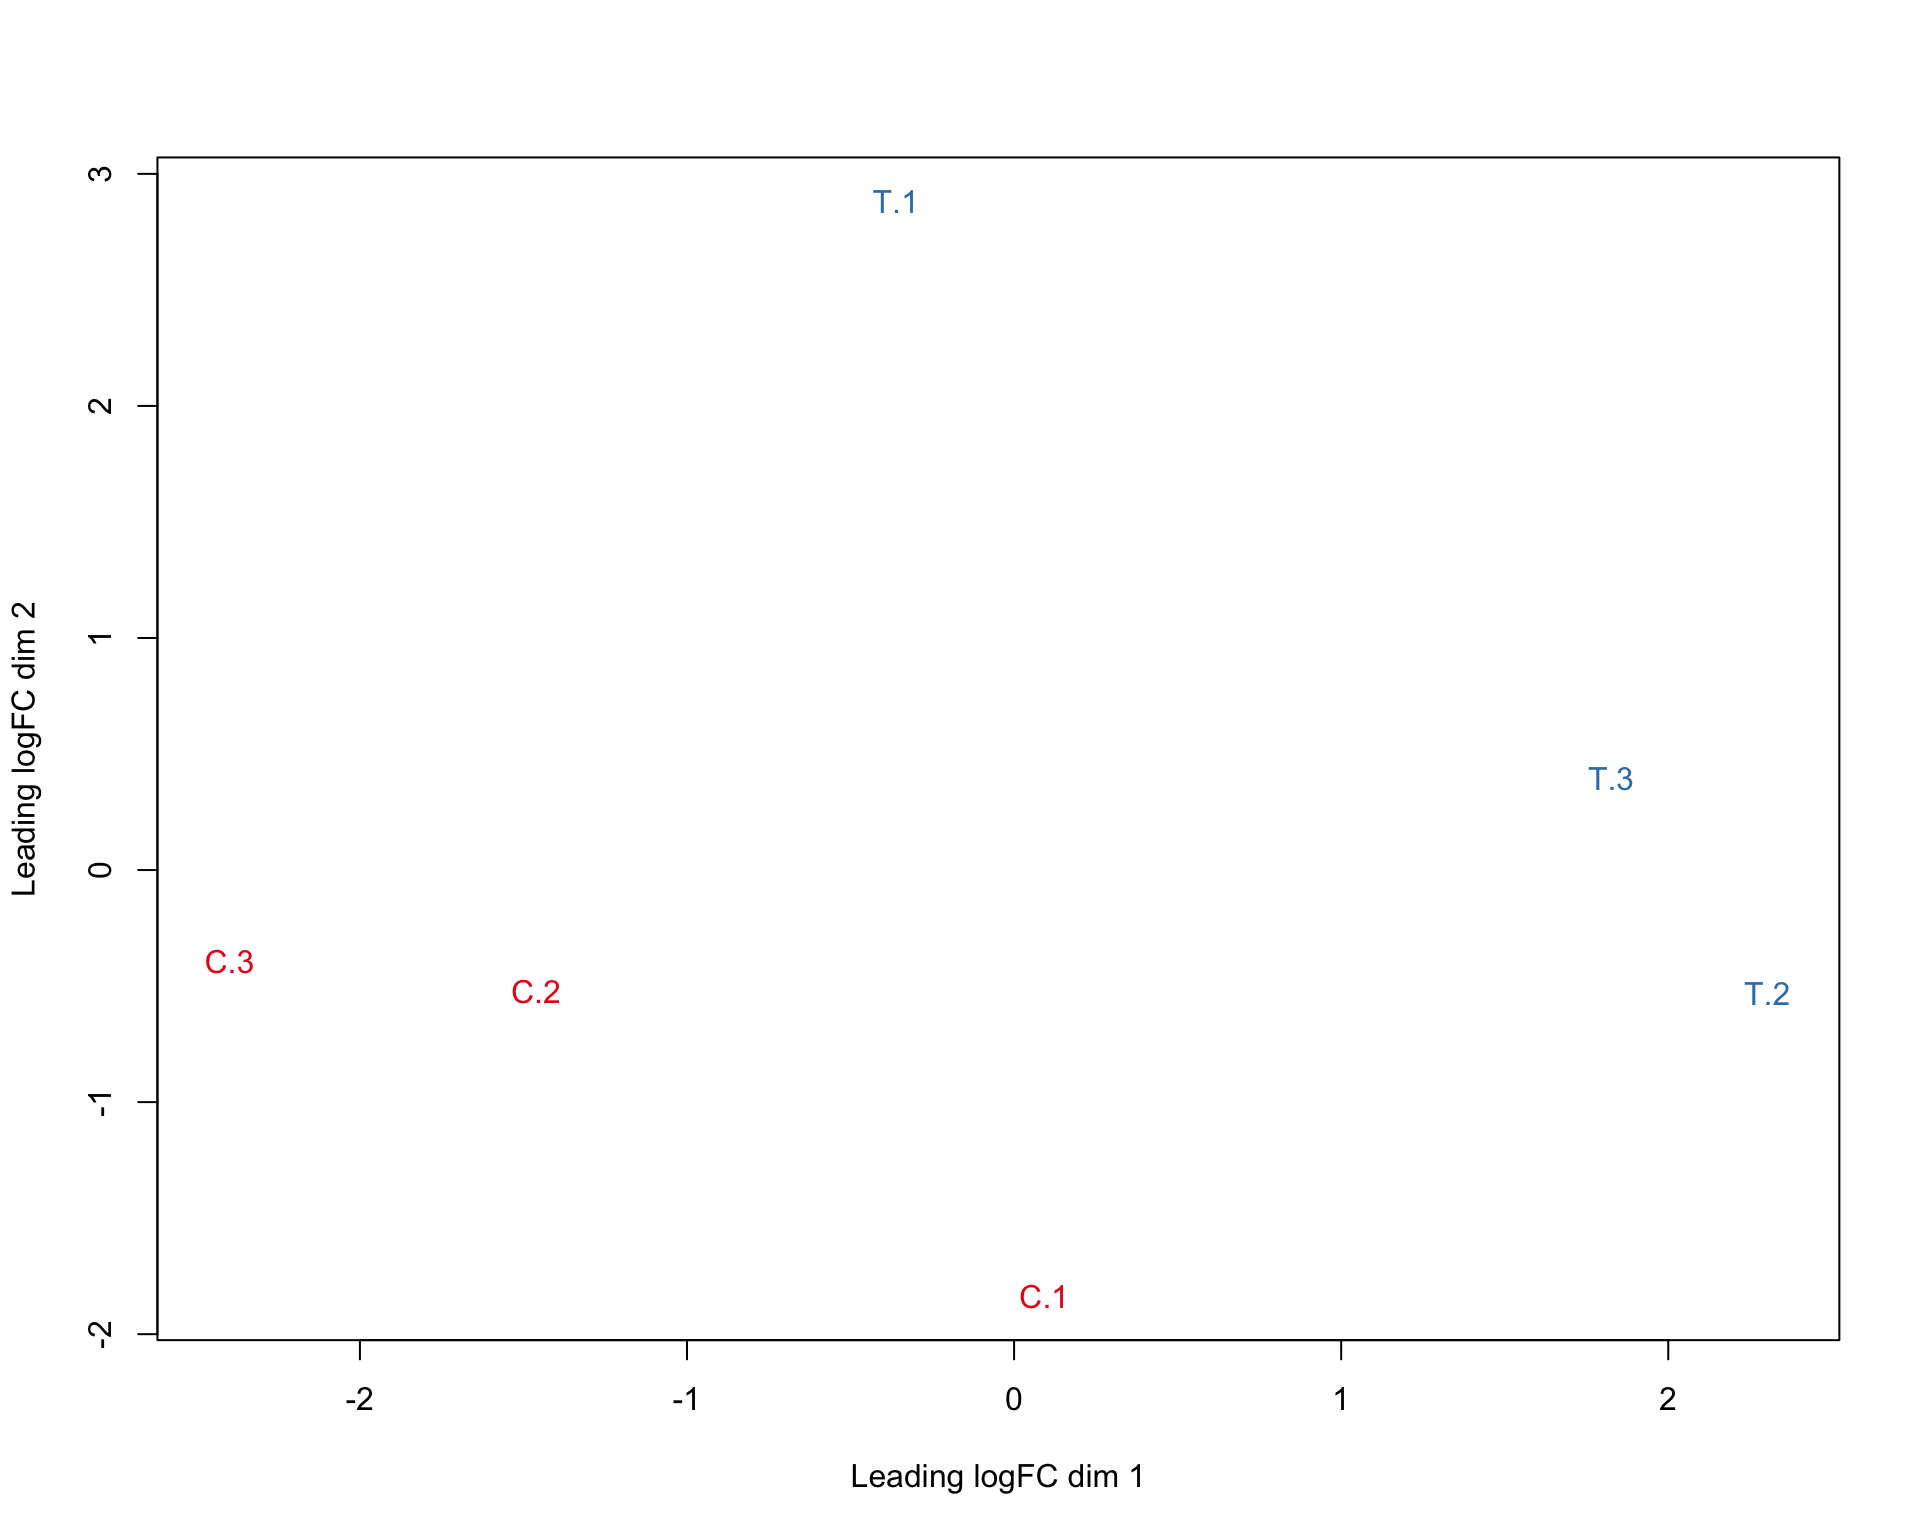 3
T.1
2
1
Leading logFC dim 2
T.3
0
C.3
C.2
T.2
-1
C.1
-2
-2 -1 0 1 2
Leading logFC dim 1